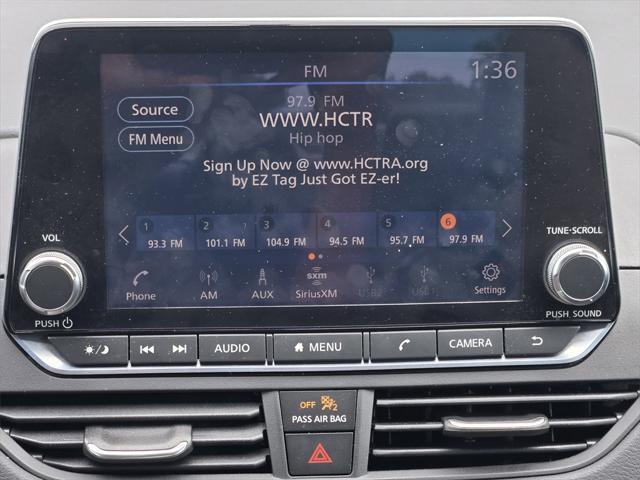 FM
1:36
Source
97.9 FM
WWW.HCTR
FM Menu
Hip hop
Sign Up Now @ www.HCTRA.org
by EZ Tag Just Got EZ-er!
1 2 3 4 5 6
93.3 FM 101.1 FM 104.9 FM 94.5 FM 95.7 FM 97.9 FM
VOL
TUNE•SCROLL
Phone AM AUX sxm SiriusXM USB2 USB1 Settings
PUSH
PUSH SOUND
AUDIO MENU CAMERA
OFF 2
PASS AIR BAG